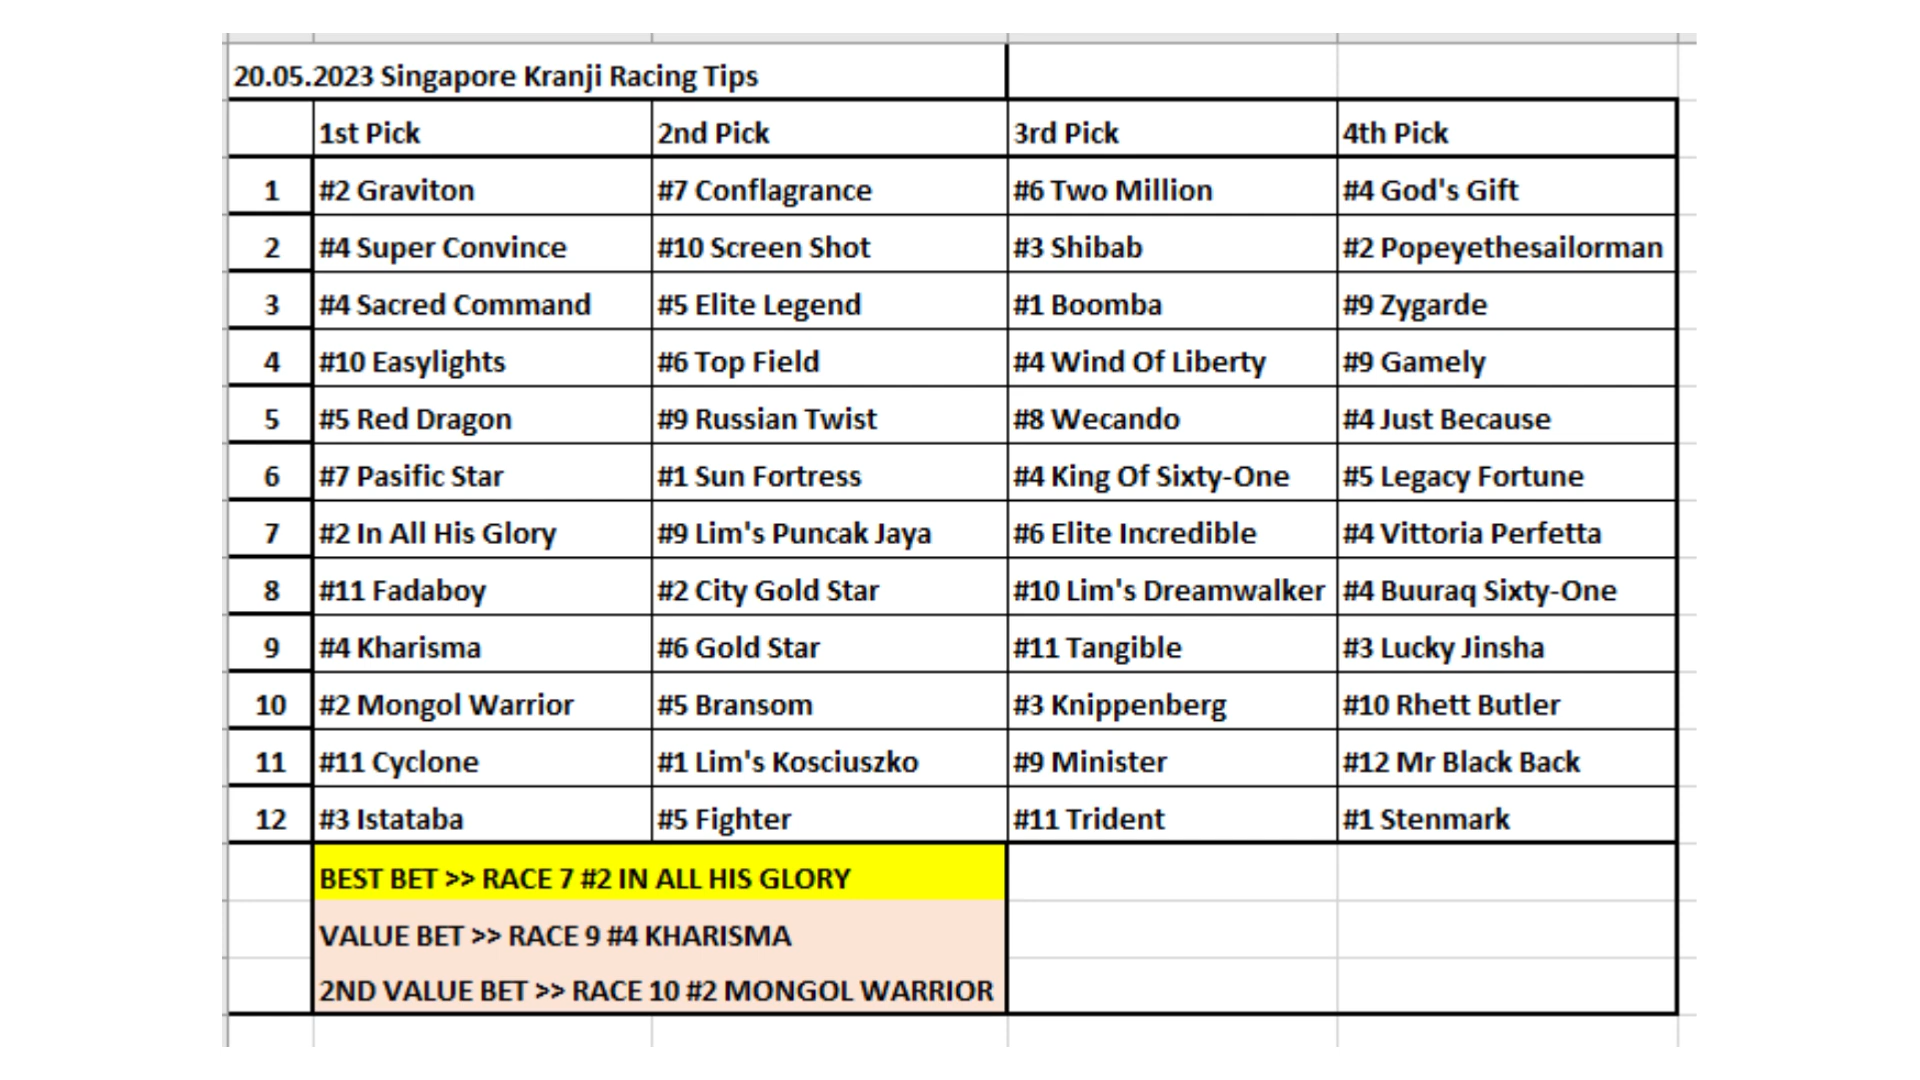 20.05.2023 Singapore Kranji Racing Tips
1st Pick 2nd Pick 3rd Pick 4th Pick
1 #2 Graviton #7 Conflagrance #6 Two Million #4 God's Gift
2 #4 Super Convince #10 Screen Shot #3 Shibab #2 Popeyethesailorman
3 #4 Sacred Command #5 Elite Legend #1 Boomba #9 Zygarde
4 #10 Easylights #6 Top Field #4 Wind Of Liberty #9 Gamely
5 #5 Red Dragon #9 Russian Twist #8 Wecando #4 Just Because
6 #7 Pasific Star #1 Sun Fortress #4 King Of Sixty-One #5 Legacy Fortune
7 #2 In All His Glory #9 Lim's Puncak Jaya #6 Elite Incredible #4 Vittoria Perfetta
8 #11 Fadaboy #2 City Gold Star #10 Lim's Dreamwalker #4 Buuraq Sixty-One
9 #4 Kharisma #6 Gold Star #11 Tangible #3 Lucky Jinsha
10 #2 Mongol Warrior #5 Bransom #3 Knippenberg #10 Rhett Butler
11 #11 Cyclone #1 Lim's Kosciuszko #9 Minister #12 Mr Black Back
12 #3 Istataba #5 Fighter #11 Trident #1 Stenmark
BEST BET >> RACE 7 #2 IN ALL HIS GLORY
VALUE BET >> RACE 9 #4 KHARISMA
2ND VALUE BET >> RACE 10 #2 MONGOL WARRIOR